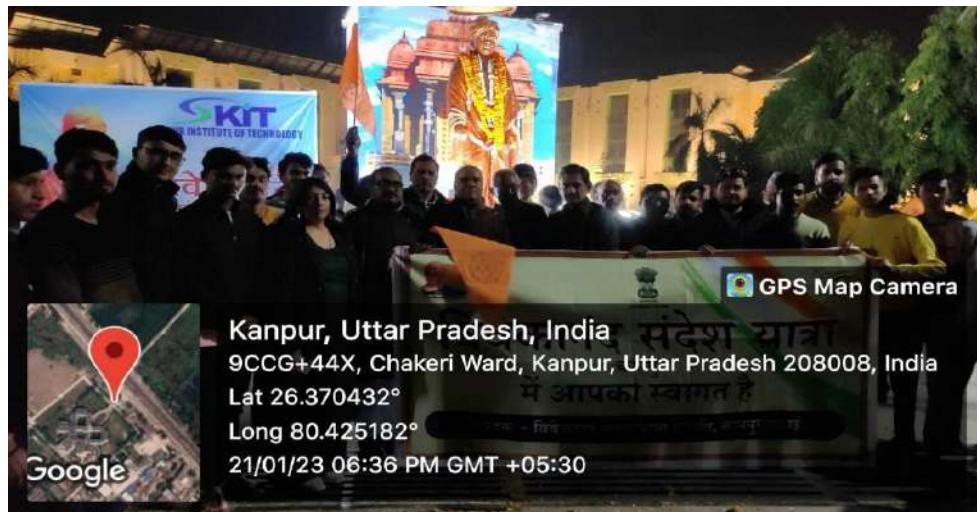 SKIT
INSTITUTE OF TECHNOLOGY
GPS Map Camera
संदेश यात्रा
में आपका स्वागत है
Kanpur, Uttar Pradesh, India
9CCG+44X, Chakeri Ward, Kanpur, Uttar Pradesh 208008, India
Lat 26.370432°
Long 80.425182°
21/01/23 06:36 PM GMT +05:30
Google